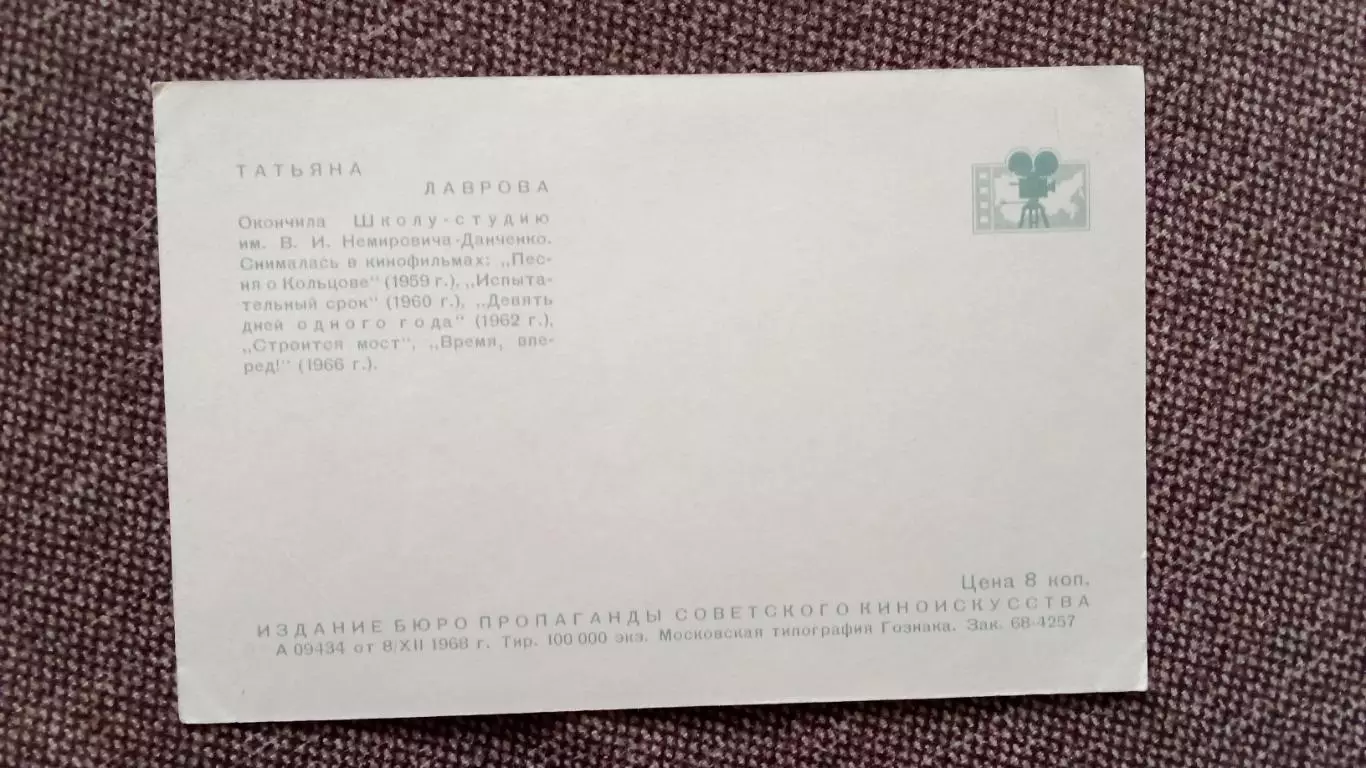 ТАТЬЯНА
ЛАВРОВА
Окончила Школу-студию
им. В. И. Немировича-Данченко.
Снималась в кинофильмах: „Пес-
ня о Кольцове“ (1959 г.), „Испыта-
тельный срок“ (1960 г.), „Девять
дней одного года“ (1962 г.),
„Строится мост“, „Время, впе-
ред!“ (1966 г.).
Цена 8 коп.
ИЗДАНИЕ БЮРО ПРОПАГАНДЫ СОВЕТСКОГО КИНОИСКУССТВА
А 09434 от 8/XII 1968 г. Тир. 100 000 экз. Московская типография Гознака. Зак. 68-4257